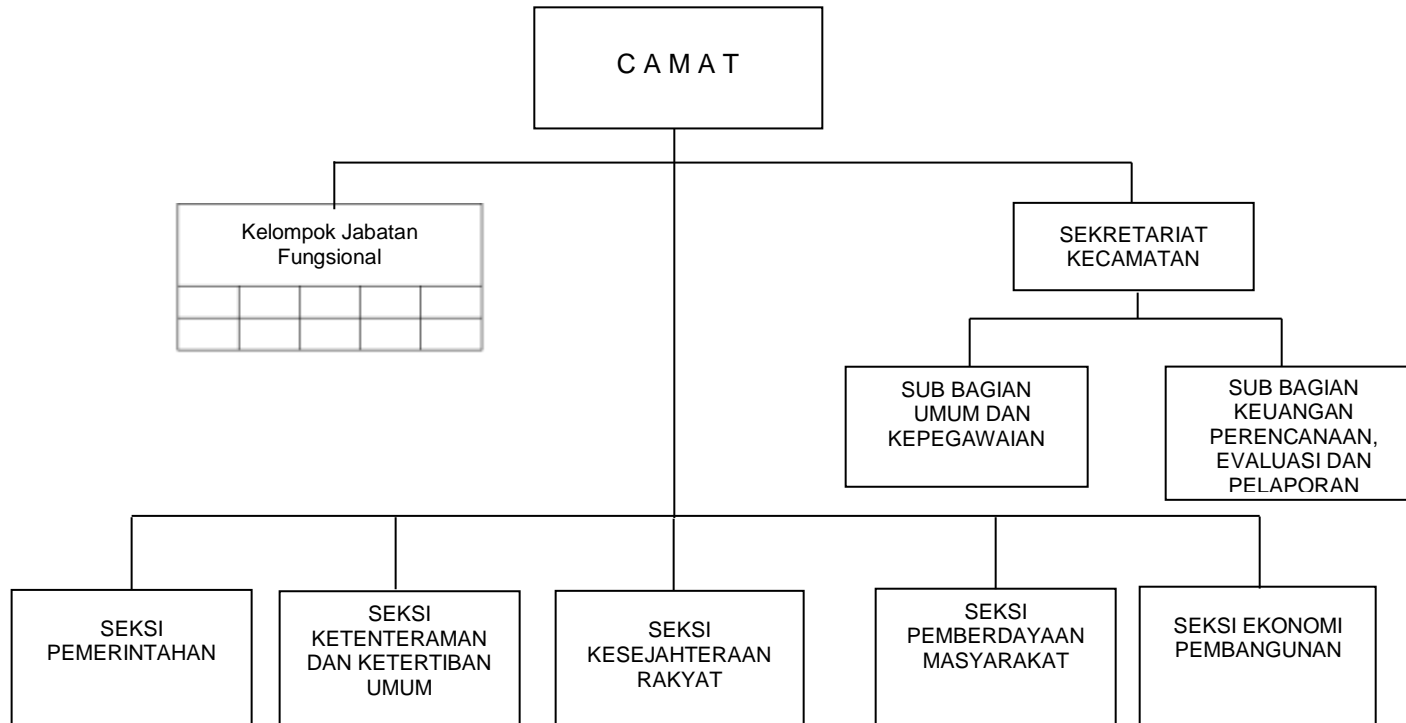 C A M A T
Kelompok Jabatan
Fungsional
SEKRETARIAT
KECAMATAN
SUB BAGIAN
UMUM DAN
KEPEGAWAIAN
SUB BAGIAN
KEUANGAN
PERENCANAAN,
EVALUASI DAN
PELAPORAN
SEKSI
PEMERINTAHAN
SEKSI
KETENTERAMAN
DAN KETERTIBAN
UMUM
SEKSI
KESEJAHTERAAN
RAKYAT
SEKSI
PEMBERDAYAAN
MASYARAKAT
SEKSI EKONOMI
PEMBANGUNAN